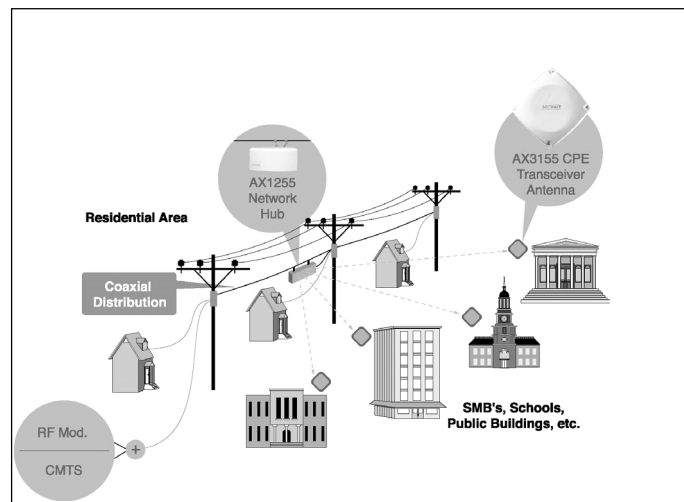 AX3155 CPE
Transceiver
Antenna
AX1255
Network
Hub
Residential Area
Coaxial
Distribution
SMB's, Schools,
Public Buildings, etc.
RF Mod.
CMTS
+